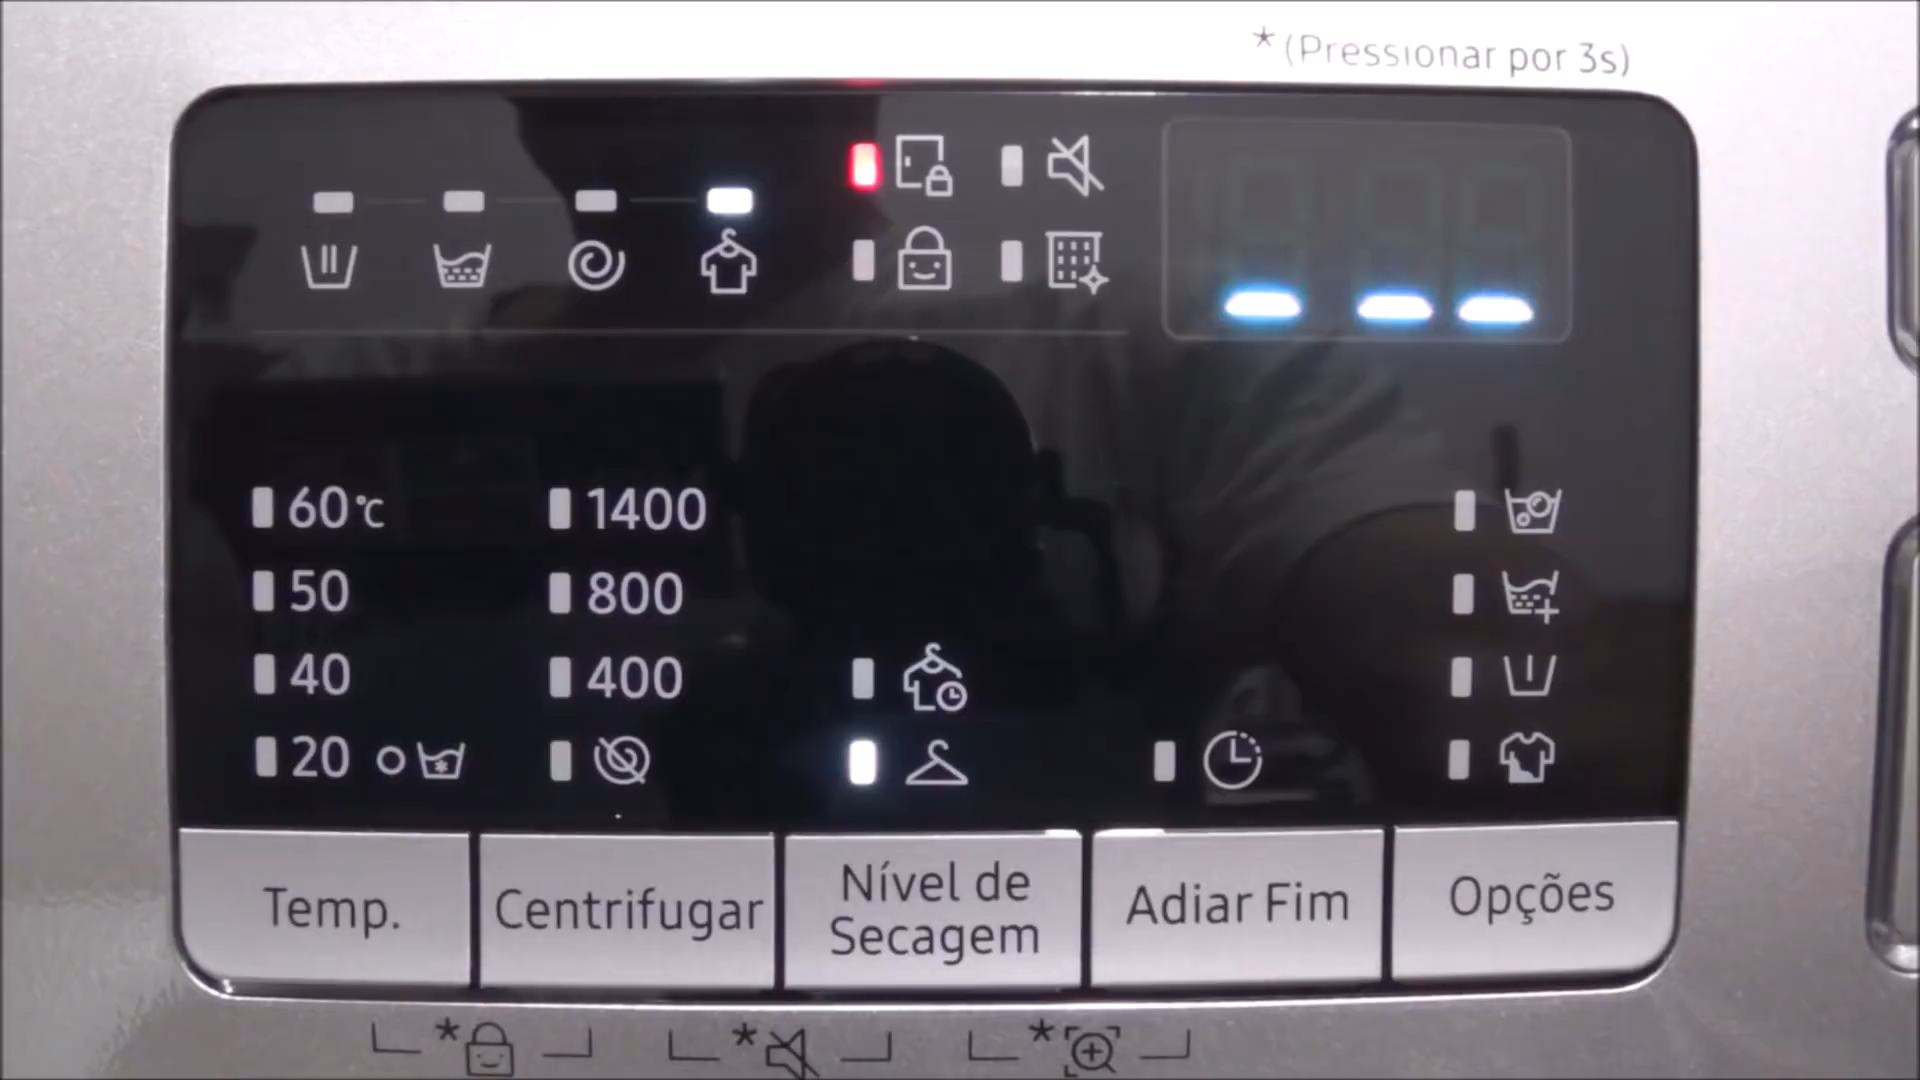 *(Pressionar por 3s)
60°C
1400
50
800
40
400
20
Temp.
Centrifugar
Nível de
Secagem
Adiar Fim
Opções
*
*
*